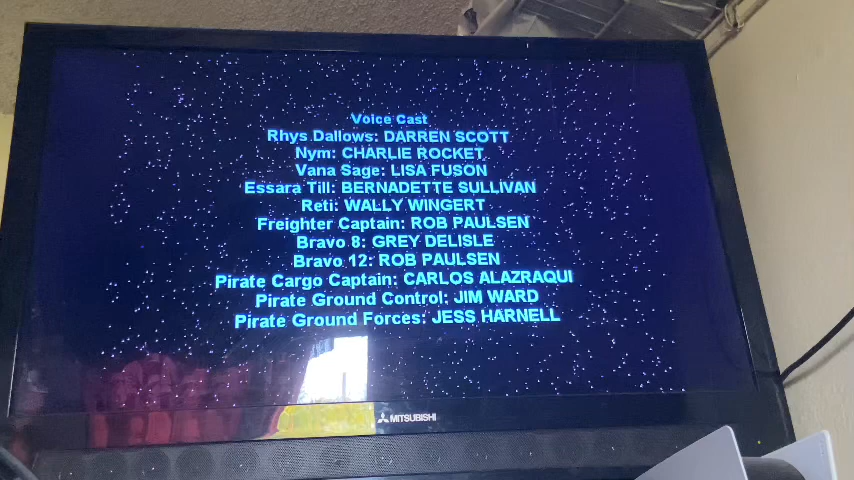 Voice Cast
Rhys Dallows: DARREN SCOTT
Nym: CHARLIE ROCKET
Vana Sage: LISA FUSON
Essara Till: BERNADETTE SULLIVAN
Reti: WALLY WINGERT
Freighter Captain: ROB PAULSEN
Bravo 8: GREY DELISLE
Bravo 12: ROB PAULSEN
Pirate Cargo Captain: CARLOS ALAZRAQUI
Pirate Ground Control: JIM WARD
Pirate Ground Forces: JESS HARNELL
MITSUBISHI